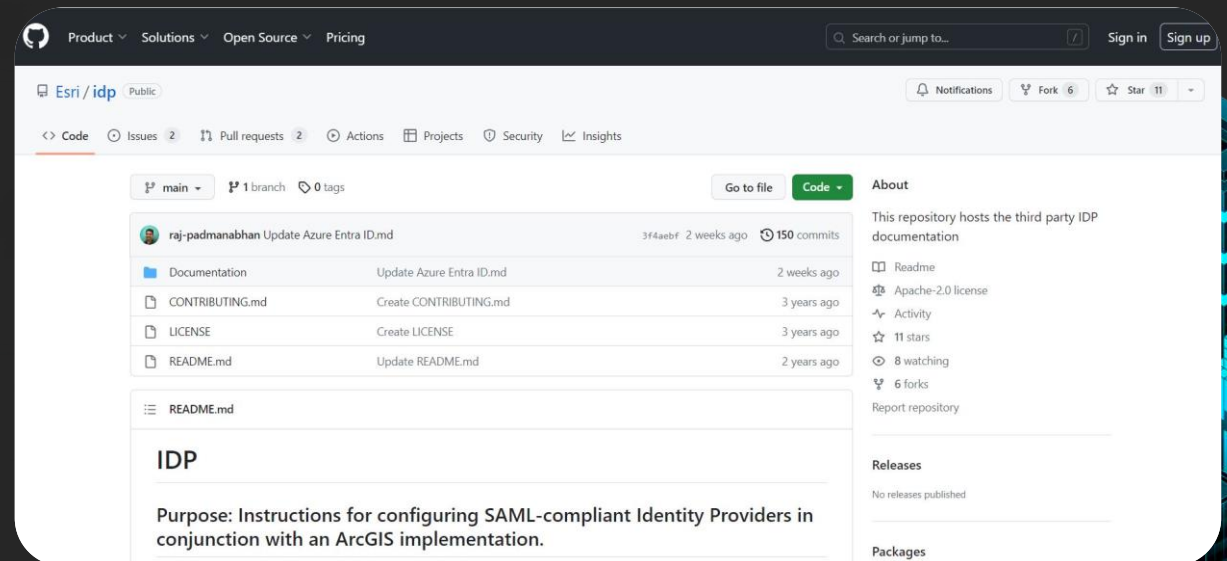 Product Solutions Open Source Pricing Search or jump to... / Sign in Sign up
Esri / idp Public Notifications Fork 6 Star 11
Code Issues 2 Pull requests 2 Actions Projects Security Insights
main 1 branch 0 tags Go to file Code
raj-padmanabhan Update Azure Entra ID.md 3f4aebf 2 weeks ago 150 commits
Documentation Update Azure Entra ID.md 2 weeks ago
CONTRIBUTING.md Create CONTRIBUTING.md 3 years ago
LICENSE Create LICENSE 3 years ago
README.md Update README.md 2 years ago
README.md
IDP
Purpose: Instructions for configuring SAML-compliant Identity Providers in
conjunction with an ArcGIS implementation.
About
This repository hosts the third party IDP
documentation
Readme
Apache-2.0 license
Activity
11 stars
8 watching
6 forks
Report repository
Releases
No releases published
Packages